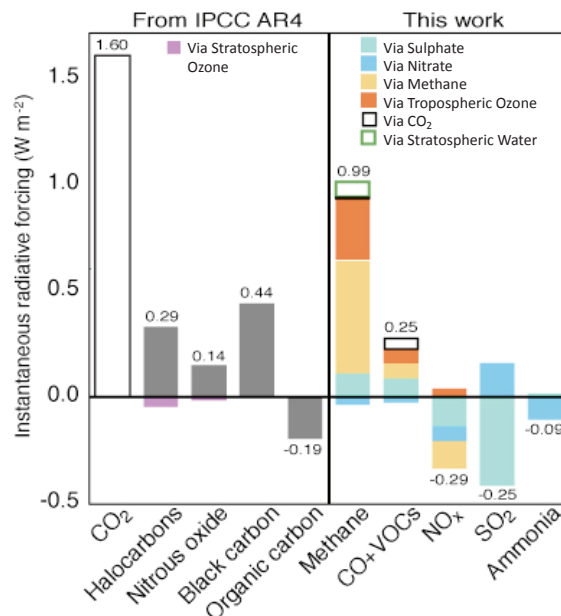 From IPCC AR4
This work
Via Stratospheric
Ozone
Via Sulphate
Via Nitrate
Via Methane
Via Tropospheric Ozone
Via CO₂
Via Stratospheric Water
Instantaneous radiative forcing (W m⁻²)
1.5
1.0
0.5
0.0
-0.5
1.60
0.29
0.14
0.44
-0.19
0.99
0.25
-0.29
-0.25
-0.09
CO₂
Halocarbons
Nitrous oxide
Black carbon
Organic carbon
Methane
CO+VOCs
NOₓ
SO₂
Ammonia